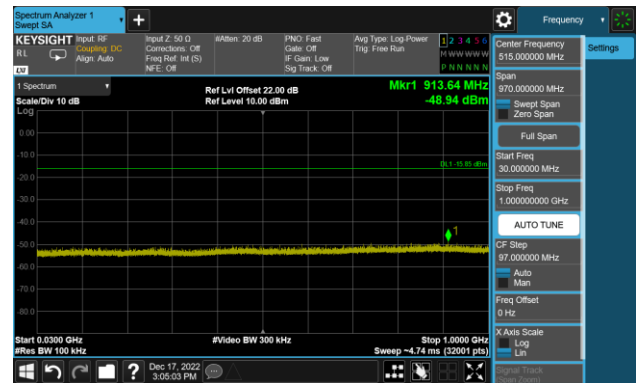 Spectrum Analyzer 1
Swept SA
Frequency
KEYSIGHT
Input: RF
Coupling: DC
Align: Auto
Input Z: 50 Ω
Corrections: Off
Freq Ref: Int (S)
NFE: Off
#Atten: 20 dB
PNO: Fast
Gate: Off
IF Gain: Low
Sig Track: Off
Avg Type: Log-Power
Trig: Free Run
1 2 3 4 5 6
M W W W W W
P N N N N N
RL
LXI
Center Frequency
515.000000 MHz
Settings
Span
970.000000 MHz
Swept Span
Zero Span
Full Span
Start Freq
30.000000 MHz
Stop Freq
1.000000000 GHz
AUTO TUNE
CF Step
97.000000 MHz
Auto
Man
Freq Offset
0 Hz
X Axis Scale
Log
Lin
Signal Track
(Span Zoom)
1 Spectrum
Scale/Div 10 dB
Ref Lvl Offset 22.00 dB
Ref Level 10.00 dBm
Mkr1 913.64 MHz
-48.94 dBm
Log
0.00
-10.0
DL1 -15.65 dBm
-20.0
-30.0
-40.0
1
-50.0
-60.0
-70.0
-80.0
Start 0.0300 GHz
#Res BW 100 kHz
#Video BW 300 kHz
Stop 1.0000 GHz
Sweep ~4.74 ms (32001 pts)
Dec 17, 2022
3:05:03 PM